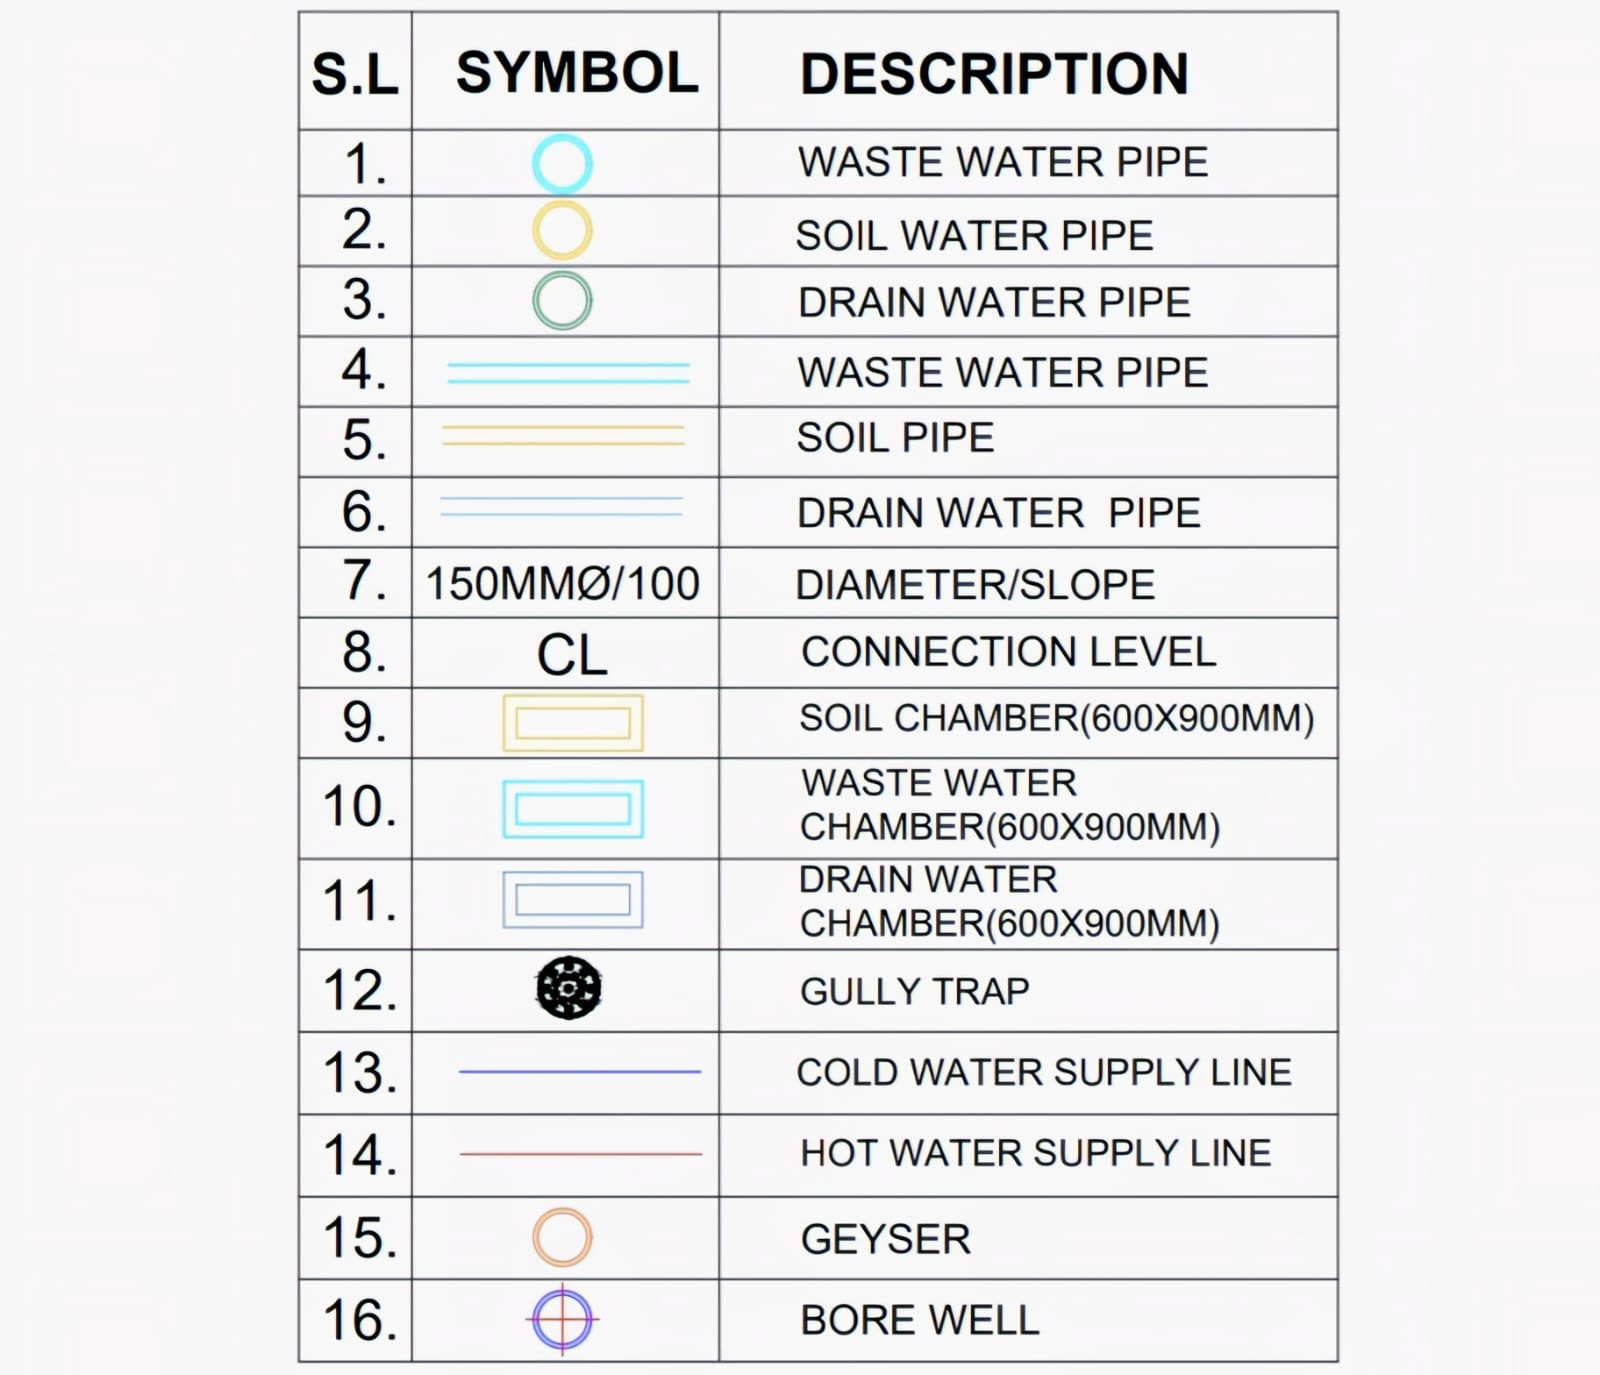 S.L SYMBOL DESCRIPTION
1. WASTE WATER PIPE
2. SOIL WATER PIPE
3. DRAIN WATER PIPE
4. WASTE WATER PIPE
5. SOIL PIPE
6. DRAIN WATER  PIPE
7. 150MMØ/100 DIAMETER/SLOPE
8. CL CONNECTION LEVEL
9. SOIL CHAMBER(600X900MM)
10. WASTE WATER
CHAMBER(600X900MM)
11. DRAIN WATER
CHAMBER(600X900MM)
12. GULLY TRAP
13. COLD WATER SUPPLY LINE
14. HOT WATER SUPPLY LINE
15. GEYSER
16. BORE WELL